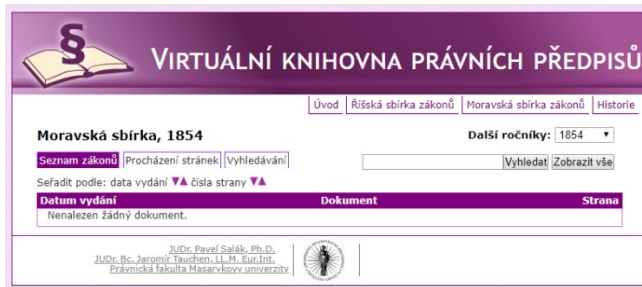 §
VIRTUÁLNÍ KNIHOVNA PRÁVNÍCH PŘEDPISŮ
Úvod Říšská sbírka zákonů Moravská sbírka zákonů Historie
Moravská sbírka, 1854
Další ročníky: 1854
Seznam zákonů Procházení stránek Vyhledávání
Vyhledat Zobrazit vše
Seřadit podle: data vydání ▼▲ čísla strany ▼▲
Datum vydání Dokument Strana
Nenalezen žádný dokument.
JUDr. Pavel Salák, Ph.D.
JUDr. Bc. Jaromír Tauchen, LL.M. Eur.Int.
Právnická fakulta Masarykovy univerzity